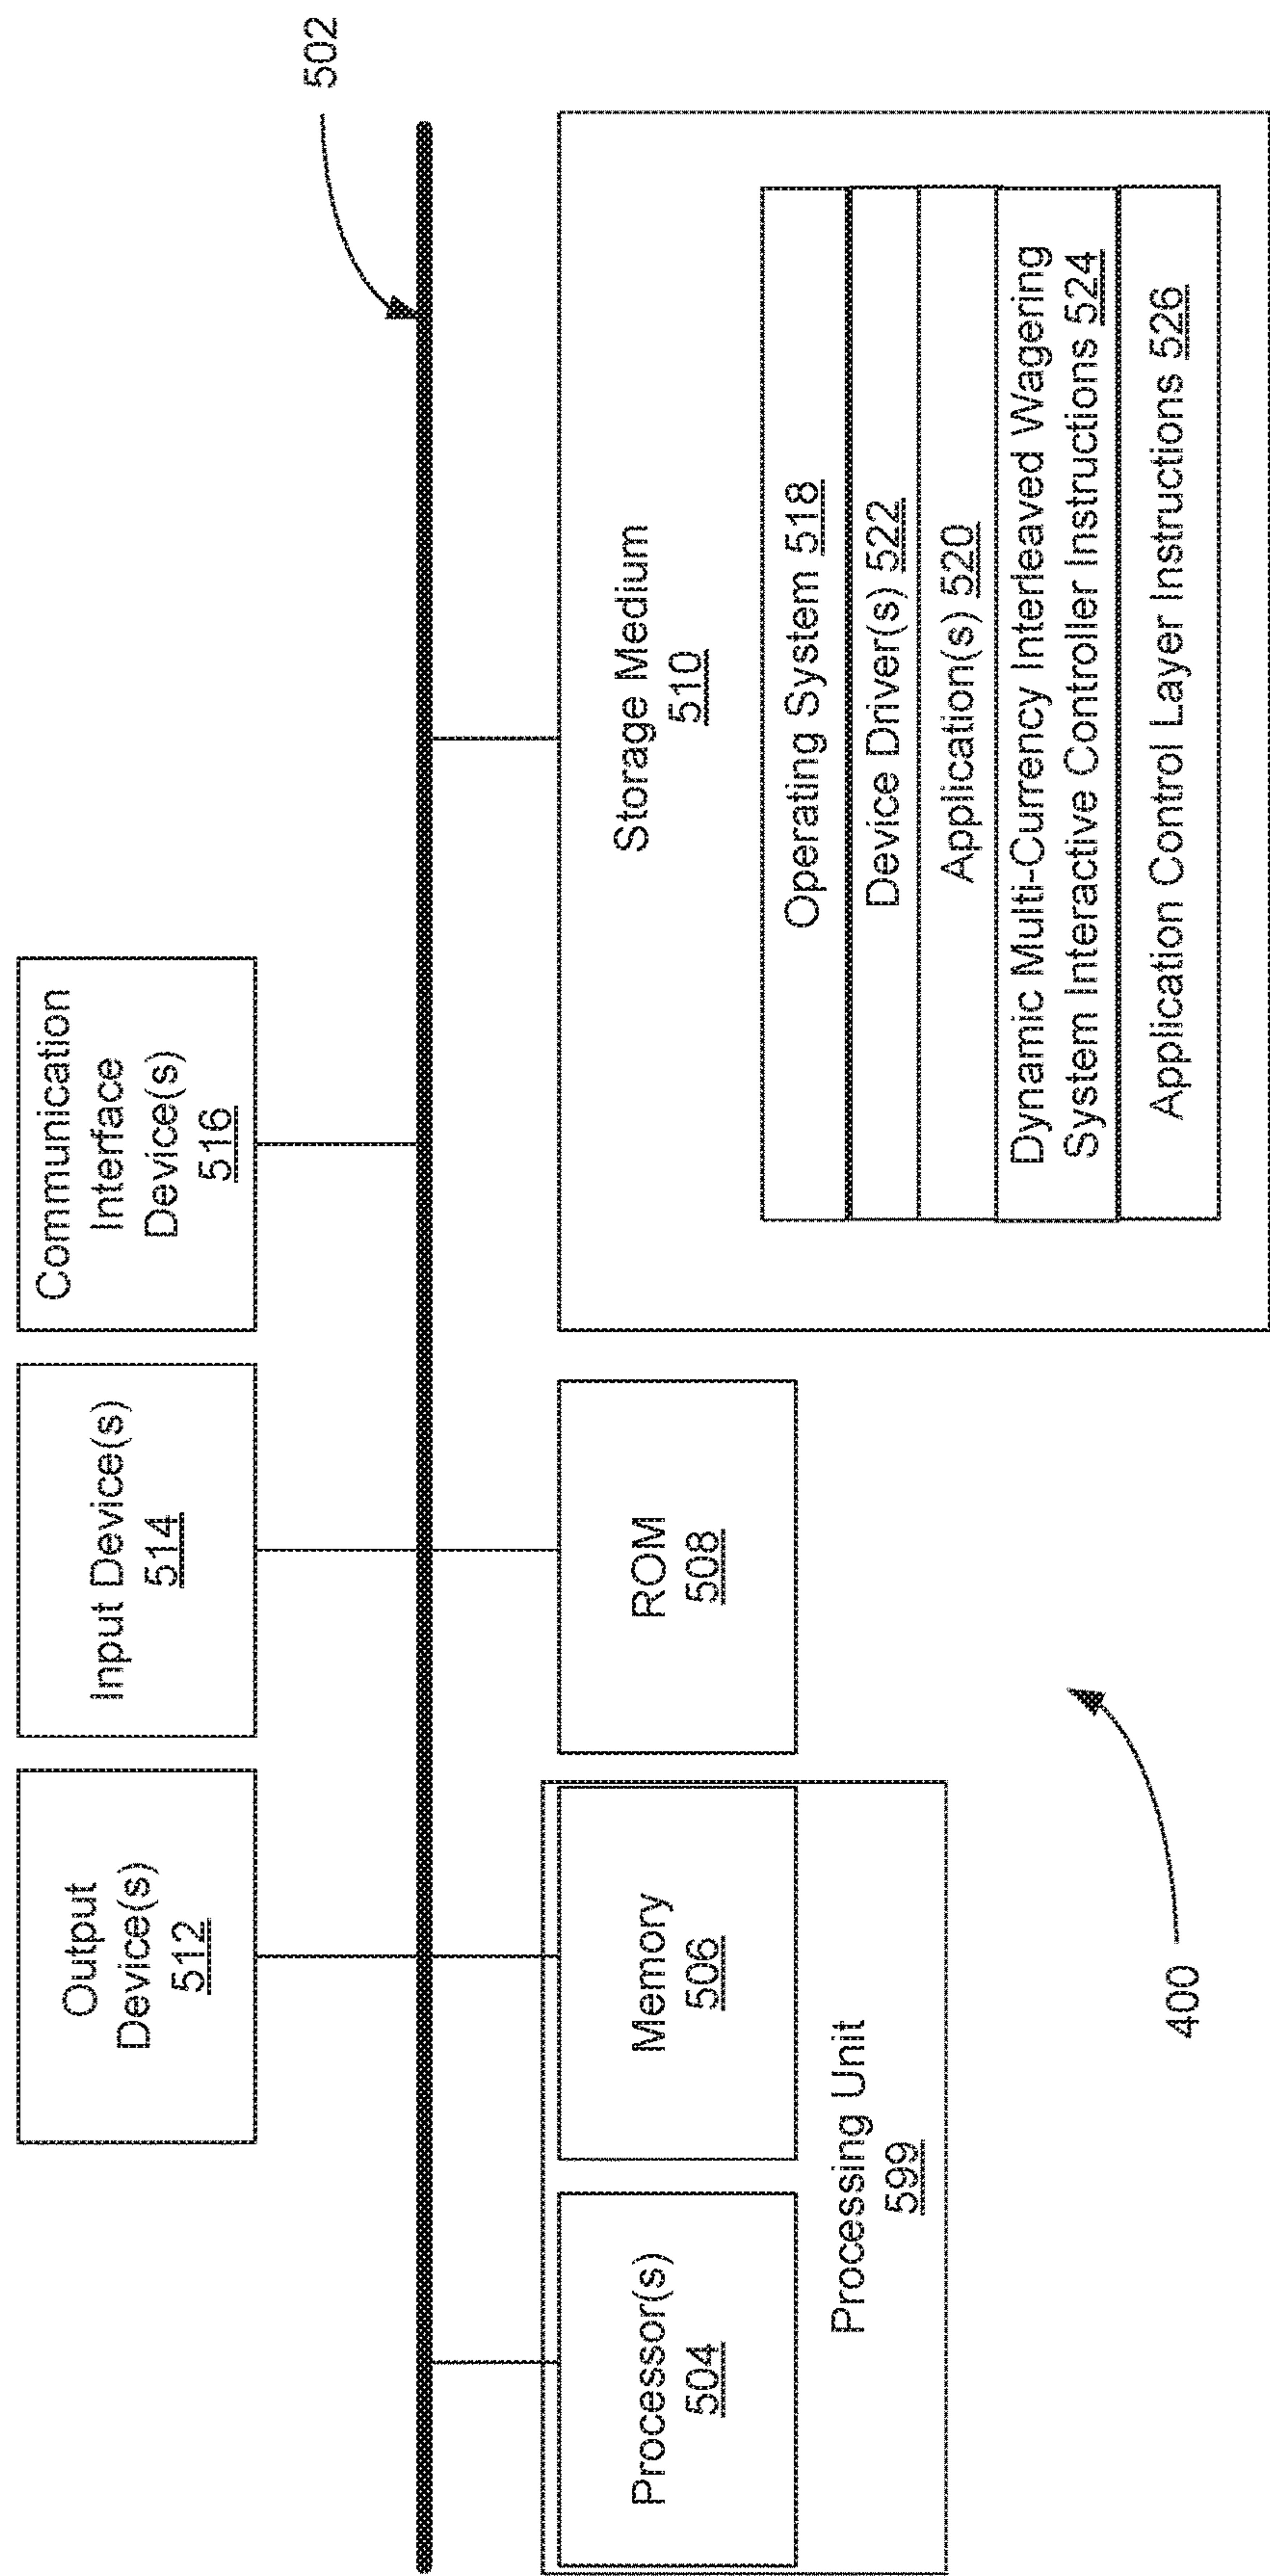 502
Output
Device(s)
512
Input Device(s)
514
Communication
Interface
Device(s)
516
Processor(s)
504
Memory
506
Processing Unit
599
ROM
508
Storage Medium
510
Operating System 518
Device Driver(s) 522
Application(s) 520
Dynamic Multi-Currency Interleaved Wagering
System Interactive Controller Instructions 524
Application Control Layer Instructions 526
400